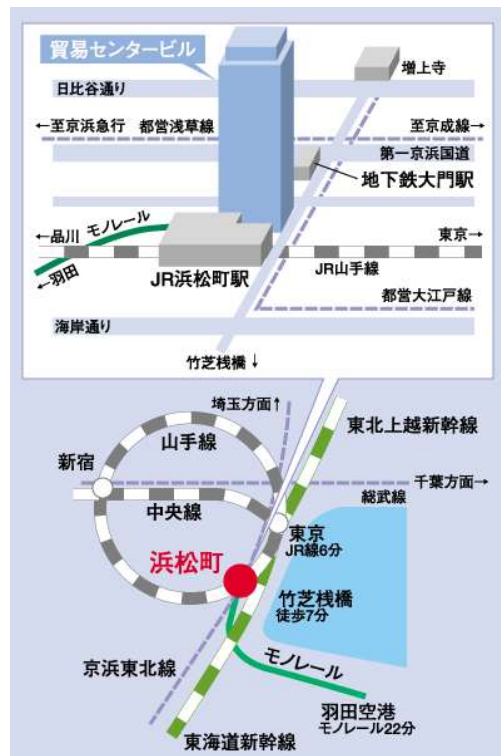 貿易センタービル
増上寺
日比谷通り
←至京浜急行 都営浅草線 至京成線→
第一京浜国道
地下鉄大門駅
モノレール
←品川 東京→
←羽田
JR浜松町駅 JR山手線
都営大江戸線
海岸通り
竹芝桟橋↓
埼玉方面↑
東北上越新幹線
山手線
新宿
千葉方面→
総武線
中央線
東京
JR線6分
浜松町
竹芝桟橋
徒歩7分
京浜東北線
モノレール
羽田空港
モノレール22分
東海道新幹線